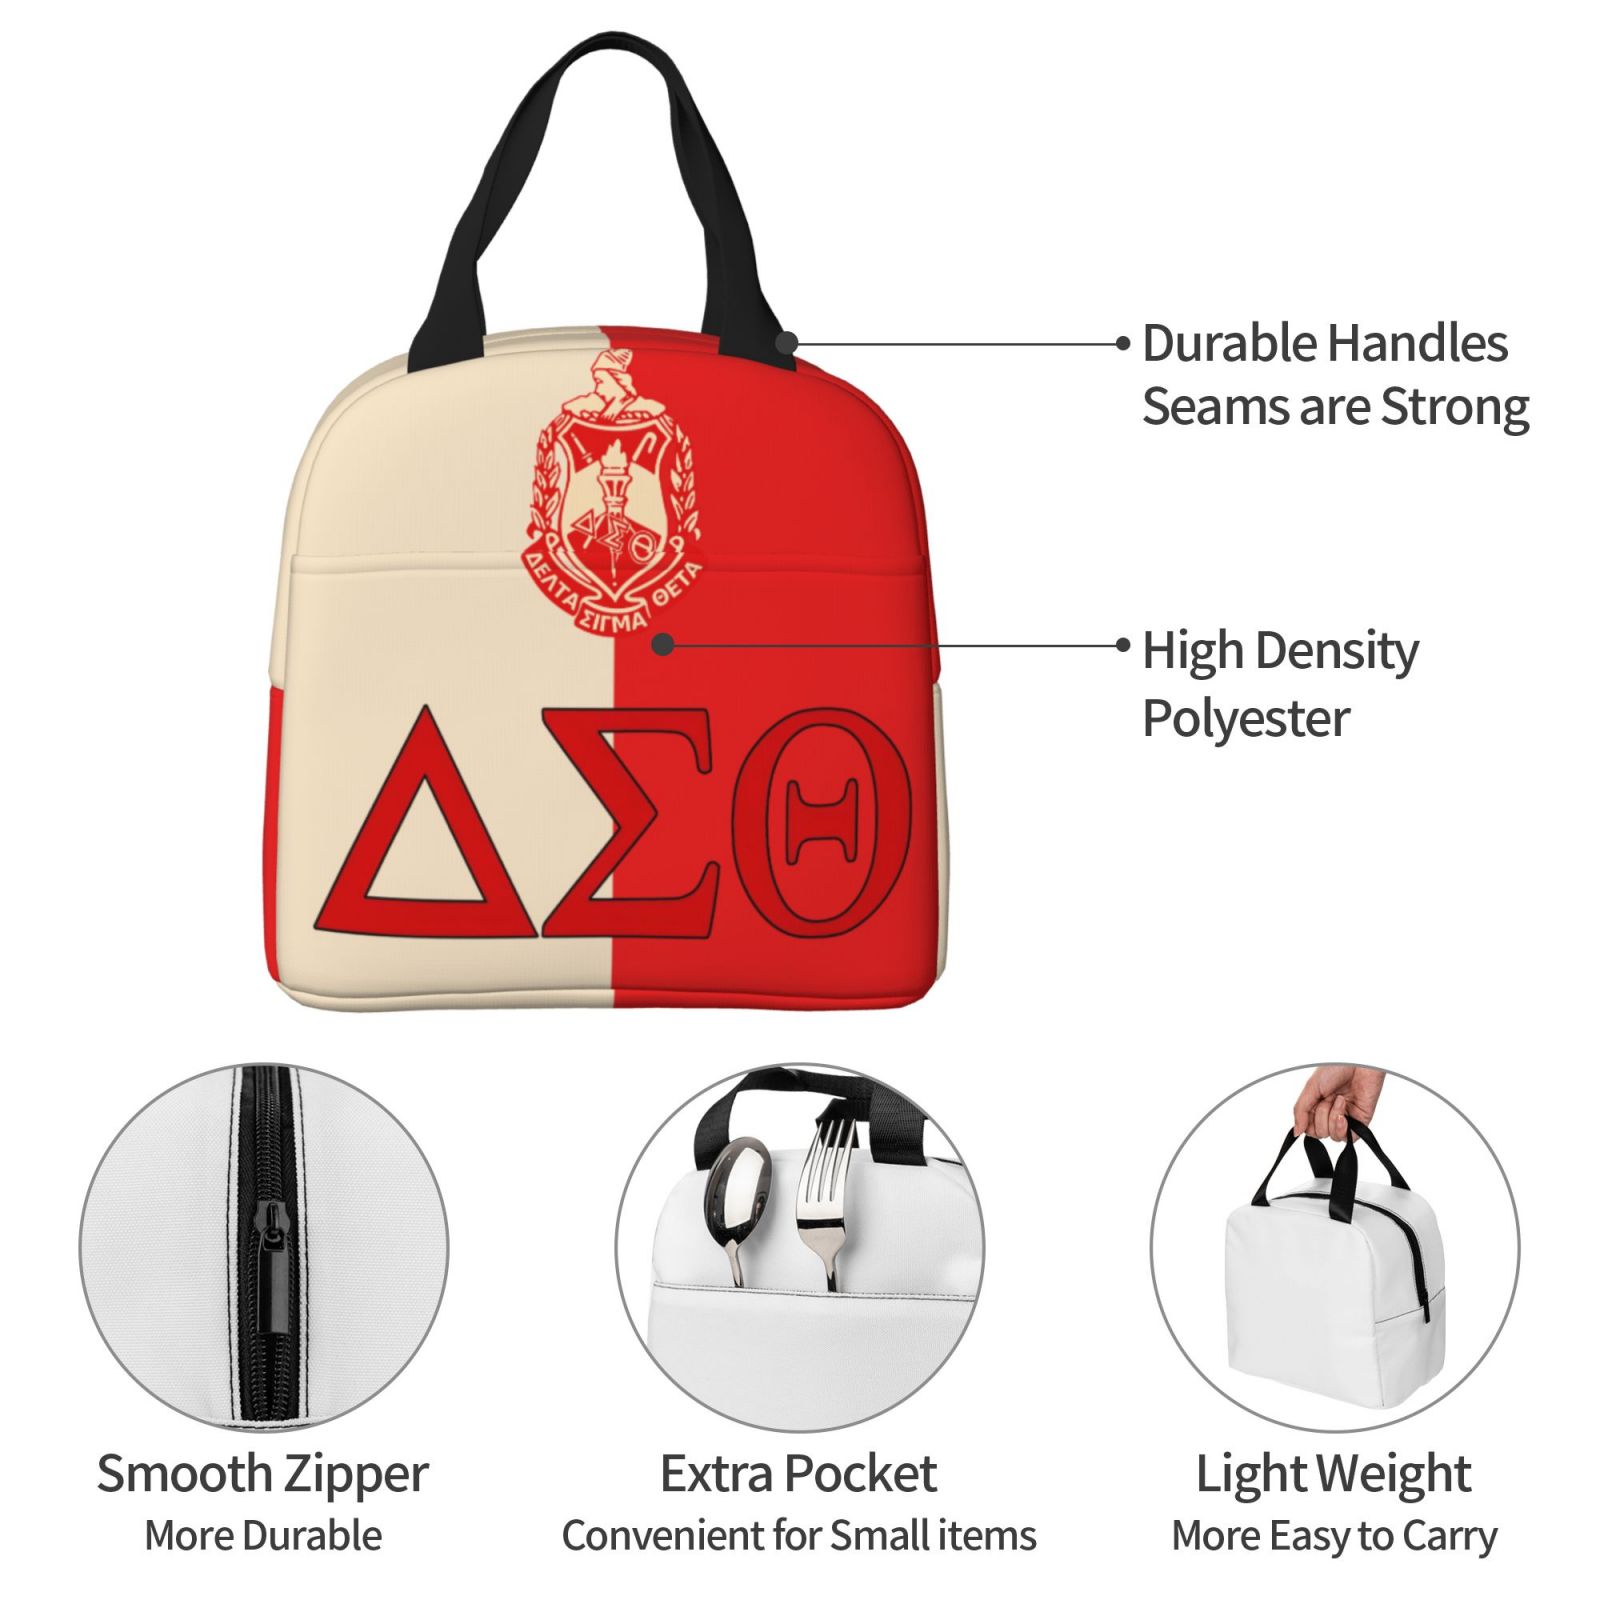 Durable Handles
Seams are Strong
ΔΣΘ
ΔΕΛΤΑ ΣΙΓΜΑ ΘΕΤΑ
High Density
Polyester
ΔΣΘ
Smooth Zipper
More Durable
Extra Pocket
Convenient for Small items
Light Weight
More Easy to Carry